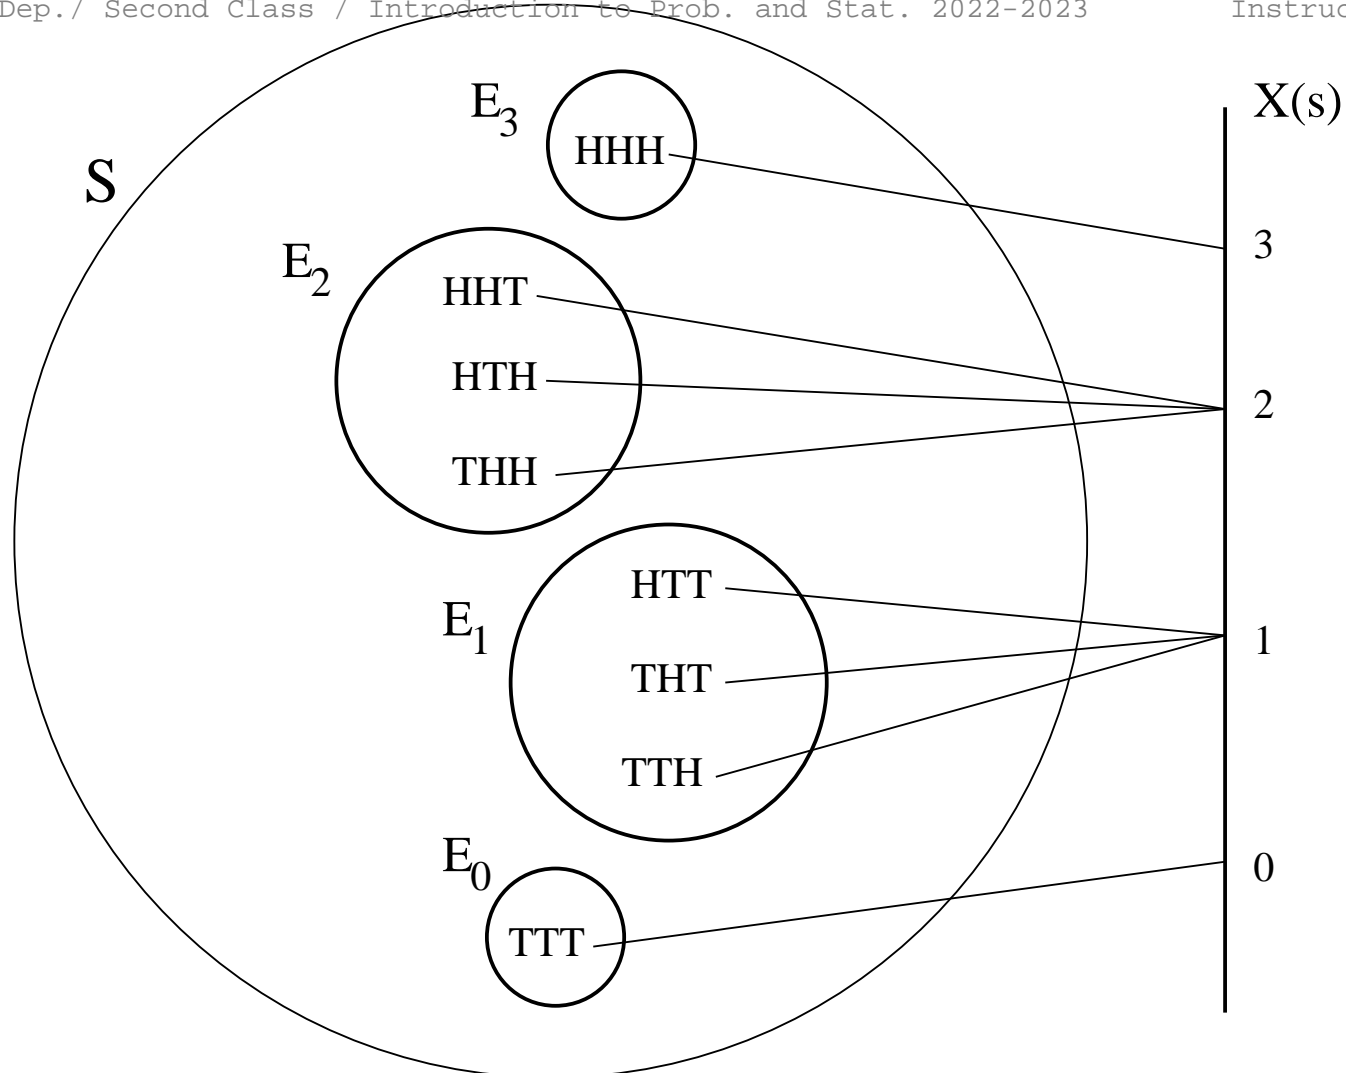 Dep./ Second Class / Introduction to Prob. and Stat. 2022-2023 Instruc
X(s)
E3
HHH
S
3
E2
HHT
HTH
2
THH
HTT
E1
1
THT
TTH
E0
0
TTT